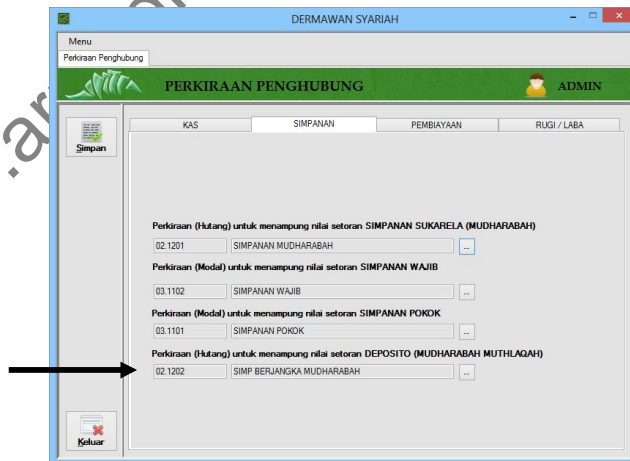 DERMAWAN SYARIAH
Menu
Perkiraan Penghubung
PERKIRAAN PENGHUBUNG
ADMIN
Simpan
KAS
SIMPANAN
PEMBIAYAAN
RUGI / LABA
Perkiraan (Hutang) untuk menampung nilai setoran SIMPANAN SUKARELA (MUDHARABAH)
02.1201 SIMPANAN MUDHARABAH ...
Perkiraan (Modal) untuk menampung nilai setoran SIMPANAN WAJIB
03.1102 SIMPANAN WAJIB ...
Perkiraan (Modal) untuk menampung nilai setoran SIMPANAN POKOK
03.1101 SIMPANAN POKOK ...
Perkiraan (Hutang) untuk menampung nilai setoran DEPOSITO (MUDHARABAH MUTHLAQAH)
02.1202 SIMP BERJANGKA MUDHARABAH ...
Keluar